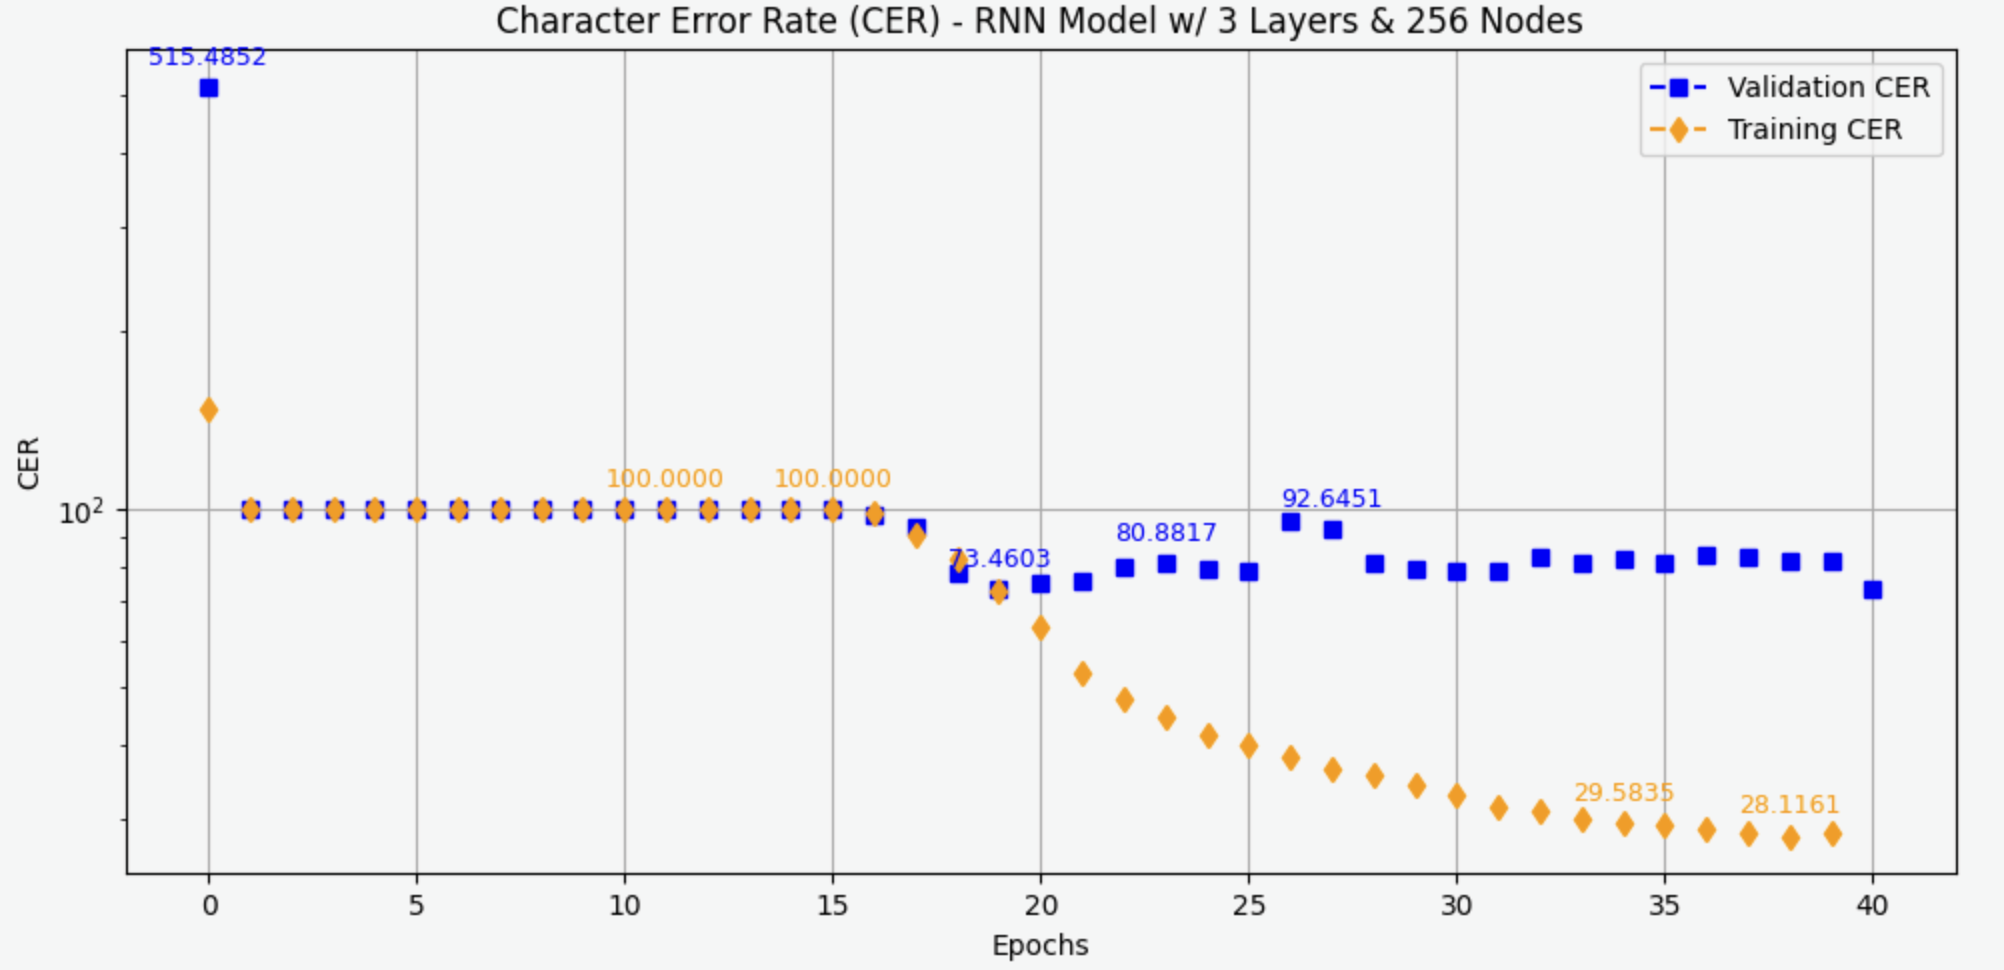 Character Error Rate (CER) - RNN Model w/ 3 Layers & 256 Nodes
515.4852
Validation CER
Training CER
CER
10²
100.0000
100.0000
73.4603
80.8817
92.6451
29.5835
28.1161
0 5 10 15 20 25 30 35 40
Epochs